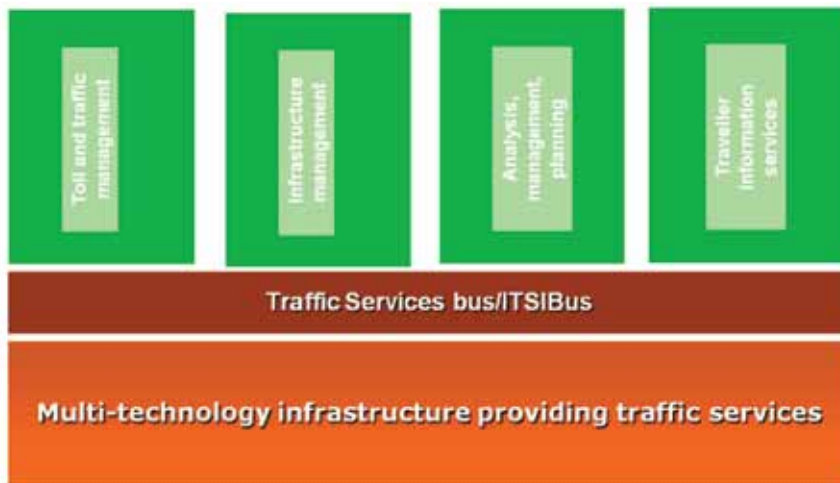 Toll and traffic
management
Infrastructure
management
Analysis,
management,
planning
Traveller
information
services
Traffic Services bus/ITSIBus
Multi-technology infrastructure providing traffic services